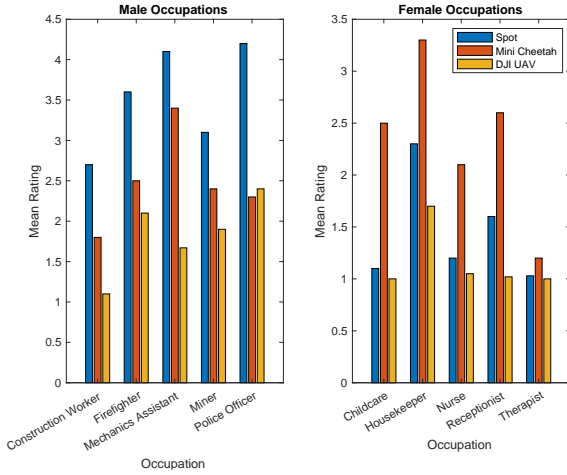 Male Occupations
4.5
4
3.5
3
2.5
2
1.5
1
0.5
0
Mean Rating
Construction Worker
Firefighter
Mechanics Assistant
Miner
Police Officer
Occupation
Female Occupations
Spot
Mini Cheetah
DJI UAV
3.5
3
2.5
2
1.5
1
0.5
0
Mean Rating
Childcare
Housekeeper
Nurse
Receptionist
Therapist
Occupation